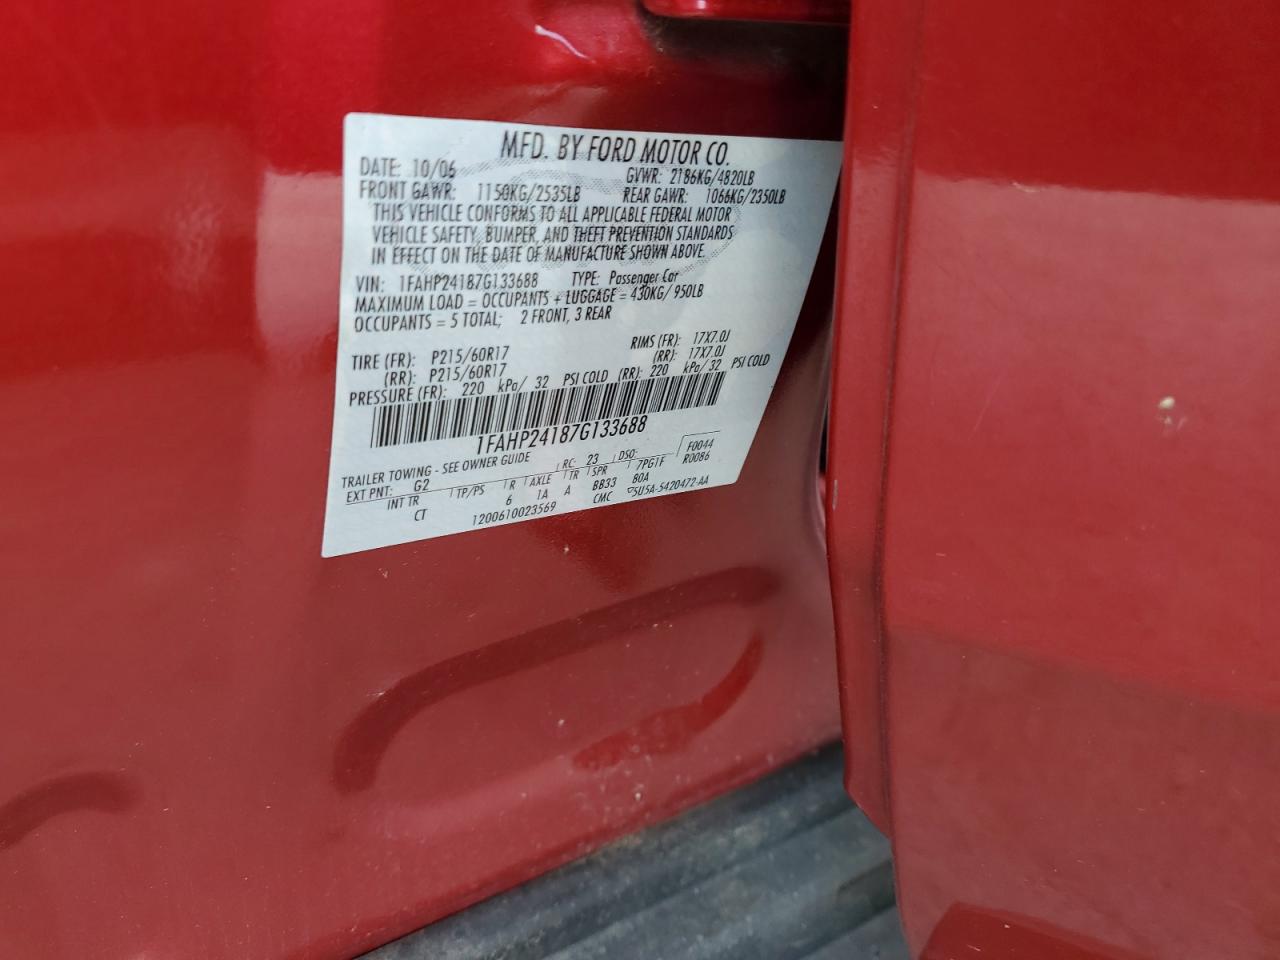 MFD. BY FORD MOTOR CO.
DATE: 10/06 GVWR: 2186KG/4820LB
FRONT GAWR: 1150KG/2535LB REAR GAWR: 1066KG/2350LB
THIS VEHICLE CONFORMS TO ALL APPLICABLE FEDERAL MOTOR
VEHICLE SAFETY, BUMPER, AND THEFT PREVENTION STANDARDS
IN EFFECT ON THE DATE OF MANUFACTURE SHOWN ABOVE.
VIN: 1FAHP24187G133688 TYPE: Passenger Car
MAXIMUM LOAD = OCCUPANTS + LUGGAGE = 430KG/ 950LB
OCCUPANTS = 5 TOTAL; 2 FRONT, 3 REAR
TIRE (FR): P215/60R17 RIMS (FR): 17X7.0J
(RR): P215/60R17 (RR): 17X7.0J
PRESSURE (FR): 220 kPa/ 32 PSI COLD (RR): 220 kPa/ 32 PSI COLD
1FAHP24187G133688
TRAILER TOWING - SEE OWNER GUIDE F0044
EXT PNT: G2 RC: 23 DSO: R0086
INT TR TP/PS R AXLE TR SPR 7PG1F
CT 6 1A A BB33 80A
1200610023569 CMC 5U5A-5420472-AA